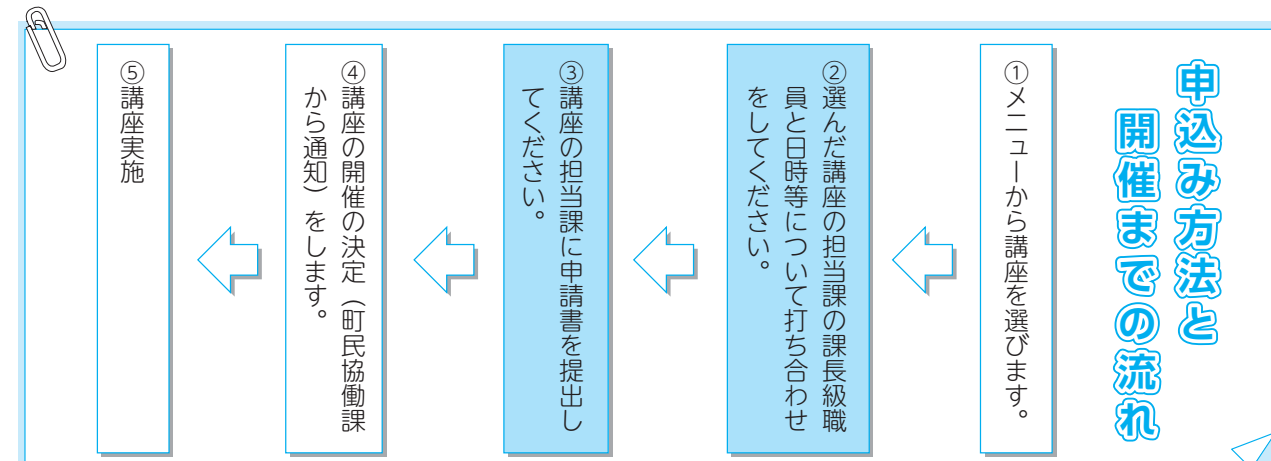 申込み方法と
開催までの流れ
①メニューから講座を選びます。
②選んだ講座の担当課の課長級職
員と日時等について打ち合わせ
をしてください。
③講座の担当課に申請書を提出し
てください。
④講座の開催の決定（町民協働課
から通知）をします。
⑤講座実施